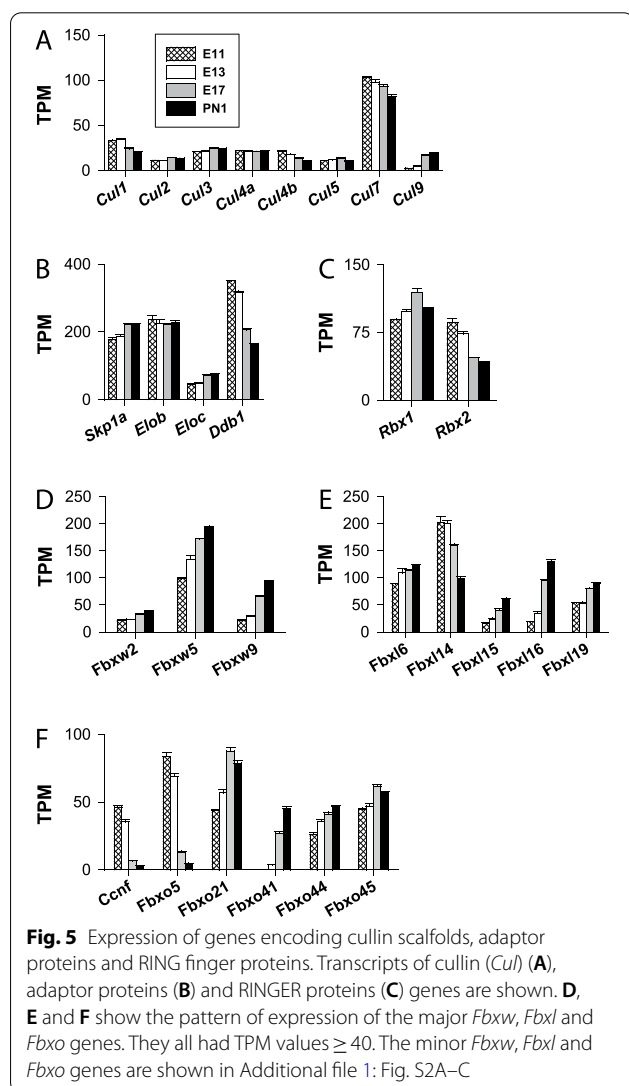 A
TPM
150
100
50
0
E11
E13
E17
PN1
Cul1 Cul2 Cul3 Cul4a Cul4b Cul5 Cul7 Cul9
B
TPM
400
200
0
Skp1a Elob Eloc Ddb1
C
TPM
150
75
0
Rbx1 Rbx2
D
TPM
250
200
150
100
50
0
Fbxw2 Fbxw5 Fbxw9
E
TPM
250
200
150
100
50
0
Fbxl6 Fbxl14 Fbxl15 Fbxl16 Fbxl19
F
TPM
100
50
0
Ccnf Fbxo5 Fbxo21 Fbxo41 Fbxo44 Fbxo45
Fig. 5 Expression of genes encoding cullin scalfolds, adaptor
proteins and RING finger proteins. Transcripts of cullin (Cul) (A),
adaptor proteins (B) and RINGER proteins (C) genes are shown. D,
E and F show the pattern of expression of the major Fbxw, Fbxl and
Fbxo genes. They all had TPM values ≥ 40. The minor Fbxw, Fbxl and
Fbxo genes are shown in Additional file 1: Fig. S2A–C